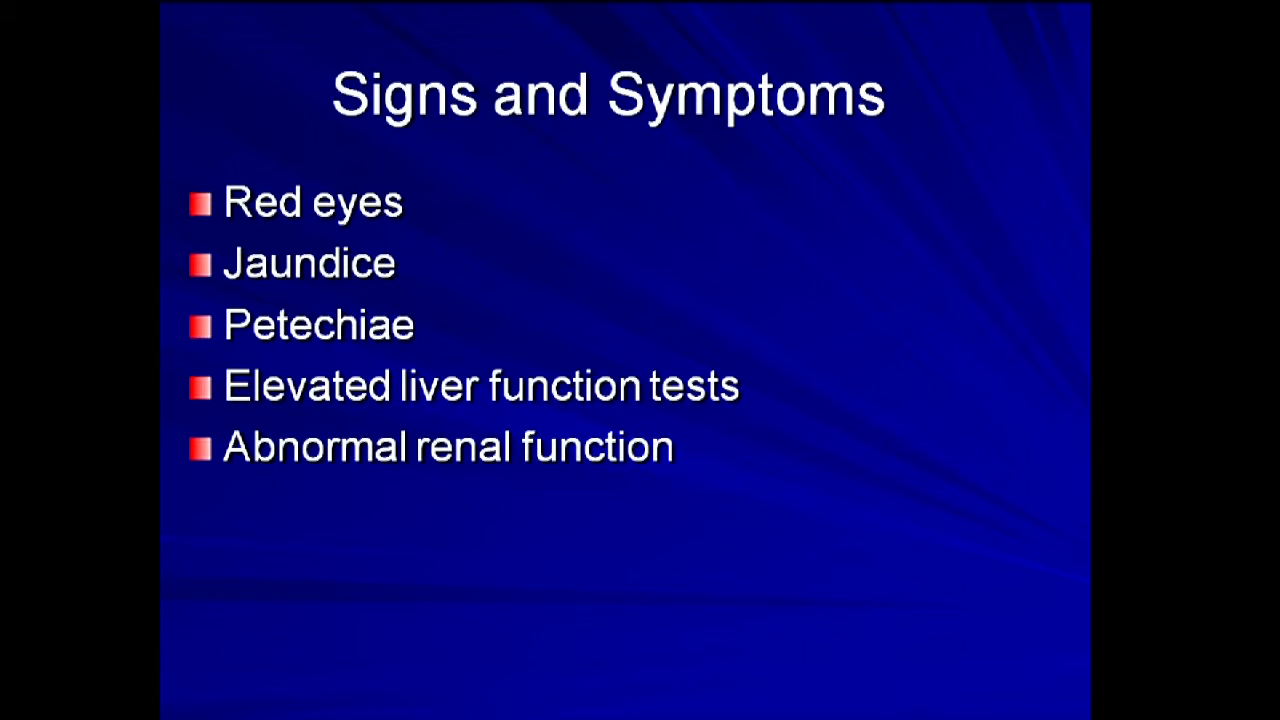 Signs and Symptoms
Red eyes
Jaundice
Petechiae
Elevated liver function tests
Abnormal renal function